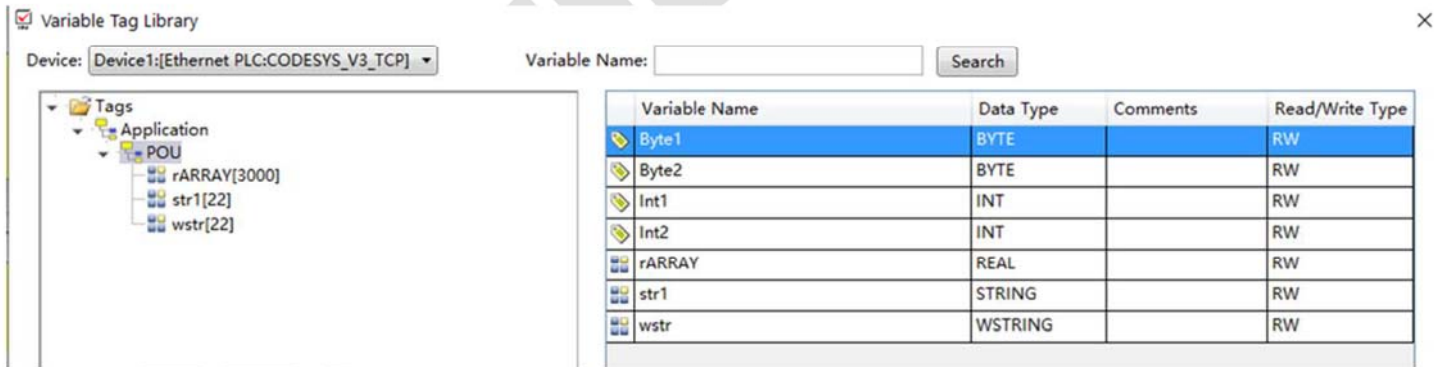 Variable Tag Library
Device: Device1:[Ethernet PLC:CODESYS_V3_TCP] Variable Name: Search
Tags
Application
POU
rARRAY[3000]
str1[22]
wstr[22]
Variable Name Data Type Comments Read/Write Type
Byte1 BYTE RW
Byte2 BYTE RW
Int1 INT RW
Int2 INT RW
rARRAY REAL RW
str1 STRING RW
wstr WSTRING RW